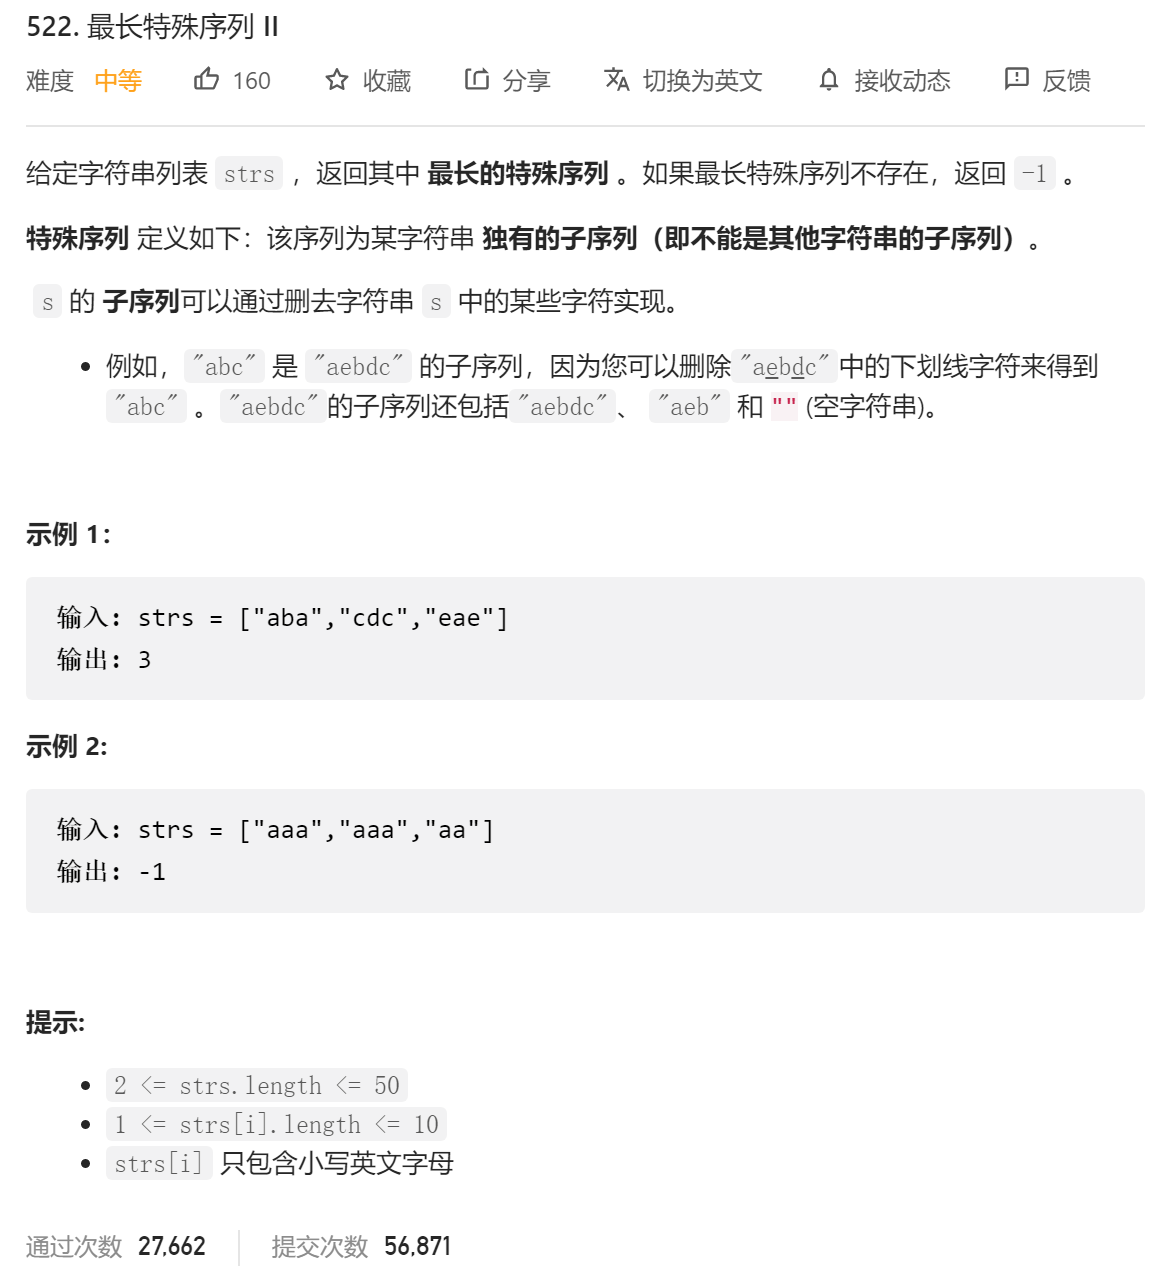 522. 最长特殊序列 II
难度 中等 160 收藏 分享 切换为英文 接收动态 反馈
给定字符串列表 strs ，返回其中 最长的特殊序列 。如果最长特殊序列不存在，返回 -1 。
特殊序列 定义如下：该序列为某字符串 独有的子序列（即不能是其他字符串的子序列）。
s 的 子序列可以通过删去字符串 s 中的某些字符实现。
例如，"abc" 是 "aebdc" 的子序列，因为您可以删除"aebdc"中的下划线字符来得到
"abc" 。"aebdc"的子序列还包括"aebdc"、 "aeb" 和 "" (空字符串)。
示例 1：
输入: strs = ["aba","cdc","eae"]
输出: 3
示例 2:
输入: strs = ["aaa","aaa","aa"]
输出: -1
提示:
2 <= strs.length <= 50
1 <= strs[i].length <= 10
strs[i] 只包含小写英文字母
通过次数 27,662 提交次数 56,871